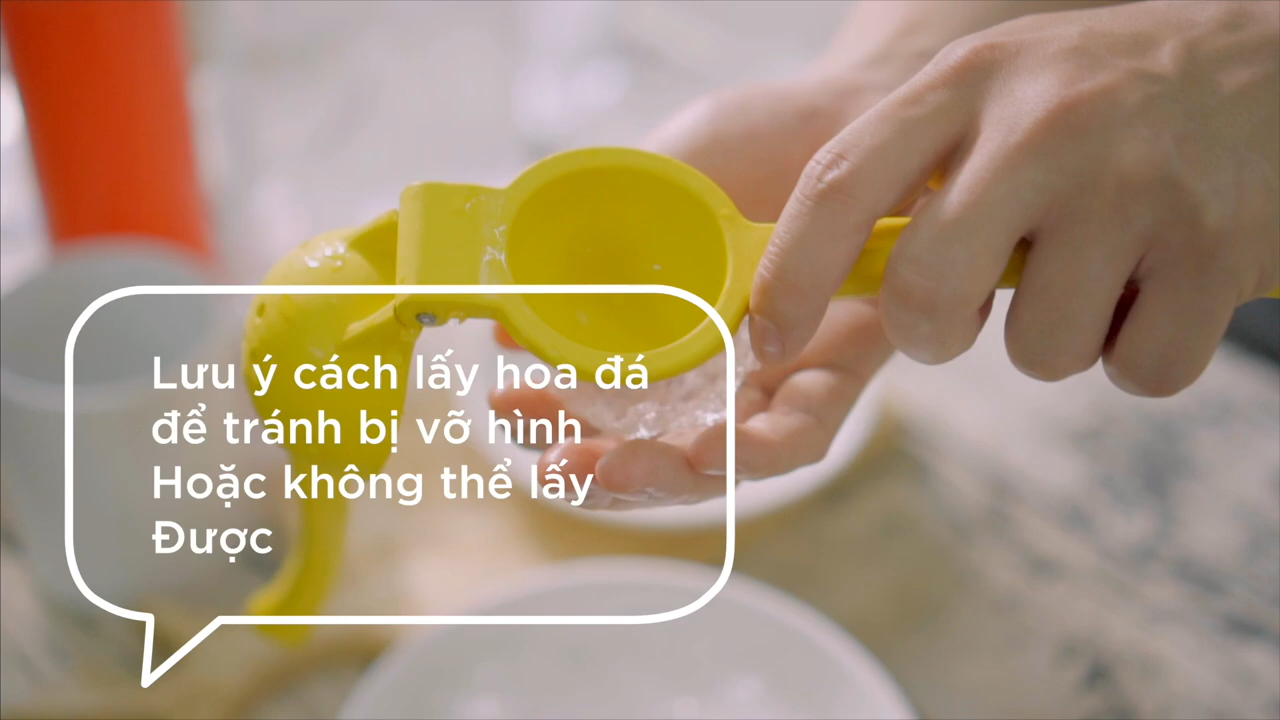 Lưu ý cách lấy hoa đá
để tránh bị vỡ hình
Hoặc không thể lấy
Được